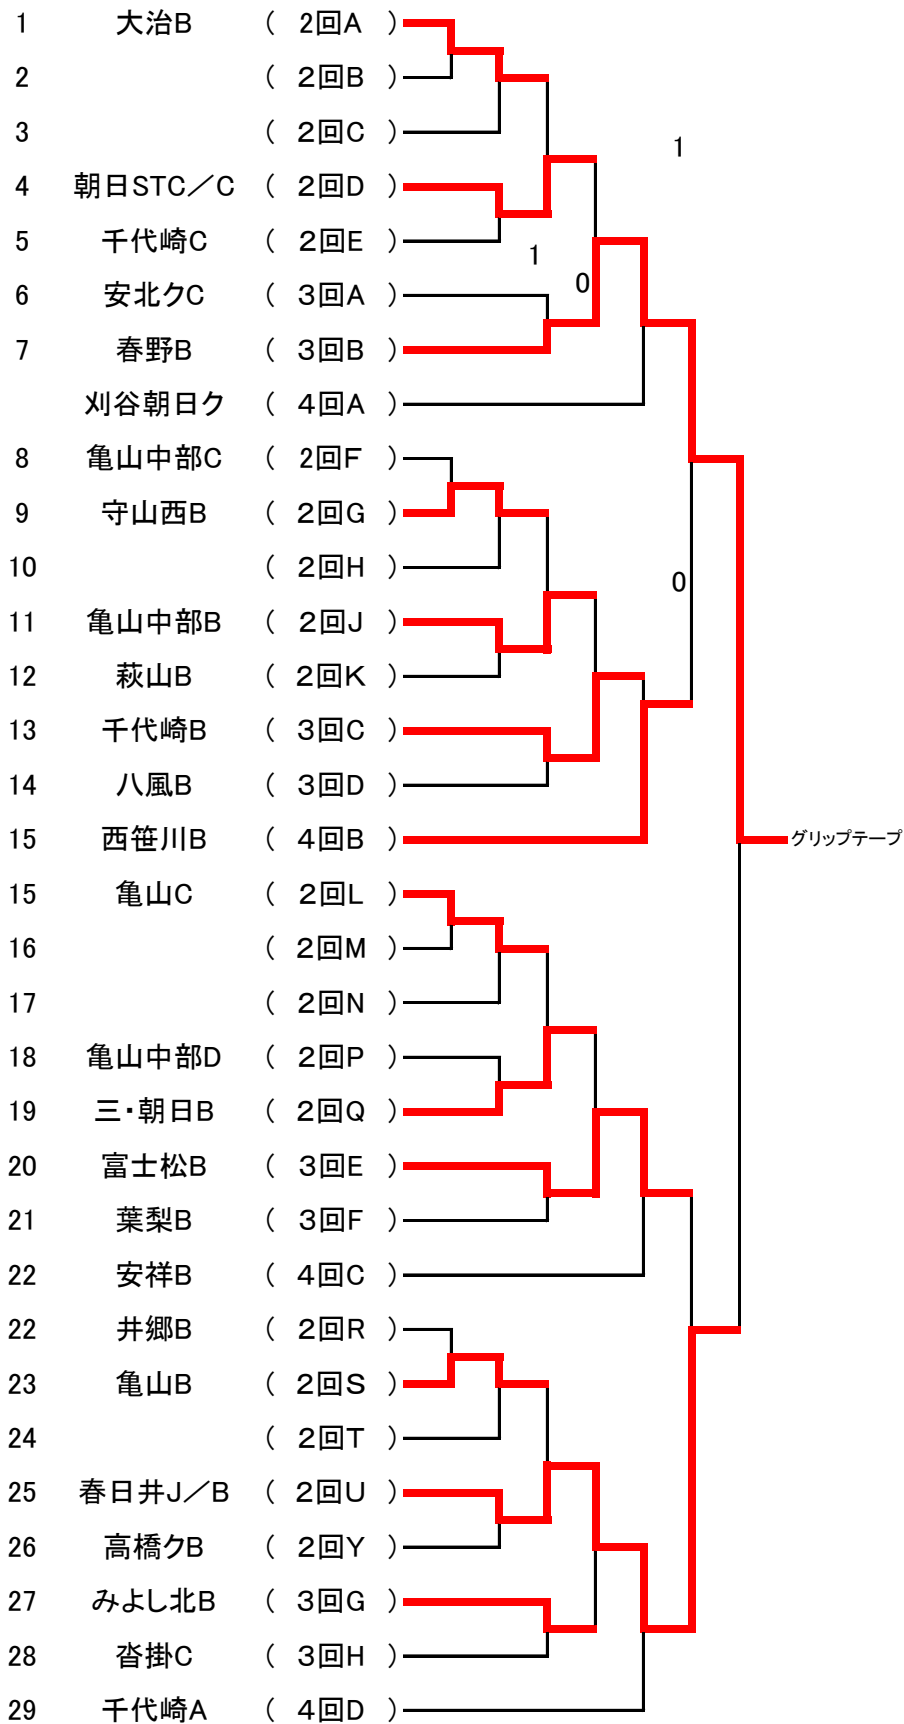 1 大治B ( 2回A )
2 ( 2回B )
3 ( 2回C )
1
4 朝日STC／C ( 2回D )
5 千代崎C ( 2回E )
1
0
6 安北クC ( 3回A )
7 春野B ( 3回B )
刈谷朝日ク ( 4回A )
8 亀山中部C ( 2回F )
9 守山西B ( 2回G )
10 ( 2回H )
0
11 亀山中部B ( 2回J )
12 萩山B ( 2回K )
13 千代崎B ( 3回C )
14 八風B ( 3回D )
15 西笹川B ( 4回B )
グリップテープ
15 亀山C ( 2回L )
16 ( 2回M )
17 ( 2回N )
18 亀山中部D ( 2回P )
19 三・朝日B ( 2回Q )
20 富士松B ( 3回E )
21 葉梨B ( 3回F )
22 安祥B ( 4回C )
22 井郷B ( 2回R )
23 亀山B ( 2回S )
24 ( 2回T )
25 春日井J／B ( 2回U )
26 高橋クB ( 2回Y )
27 みよし北B ( 3回G )
28 沓掛C ( 3回H )
29 千代崎A ( 4回D )